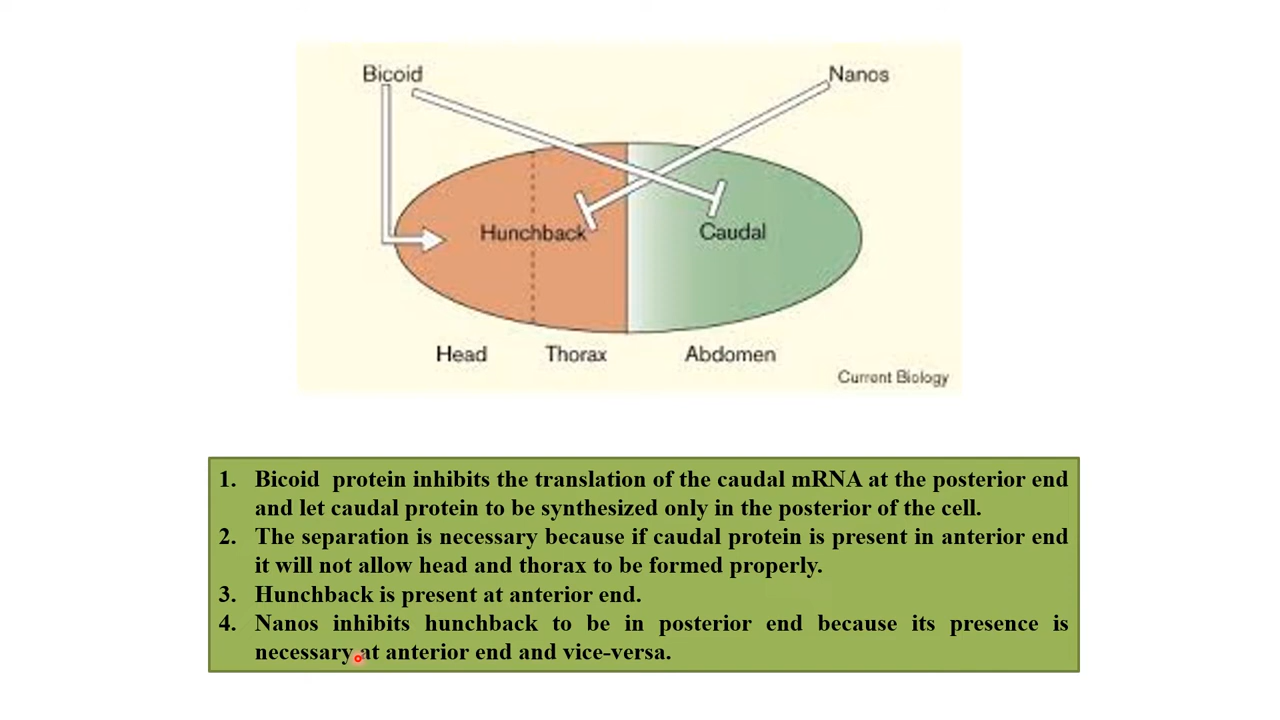 Bicoid
Nanos
Hunchback
Caudal
Head
Thorax
Abdomen
Current Biology
1. Bicoid protein inhibits the translation of the caudal mRNA at the posterior end
and let caudal protein to be synthesized only in the posterior of the cell.
2. The separation is necessary because if caudal protein is present in anterior end
it will not allow head and thorax to be formed properly.
3. Hunchback is present at anterior end.
4. Nanos inhibits hunchback to be in posterior end because its presence is
necessary at anterior end and vice-versa.